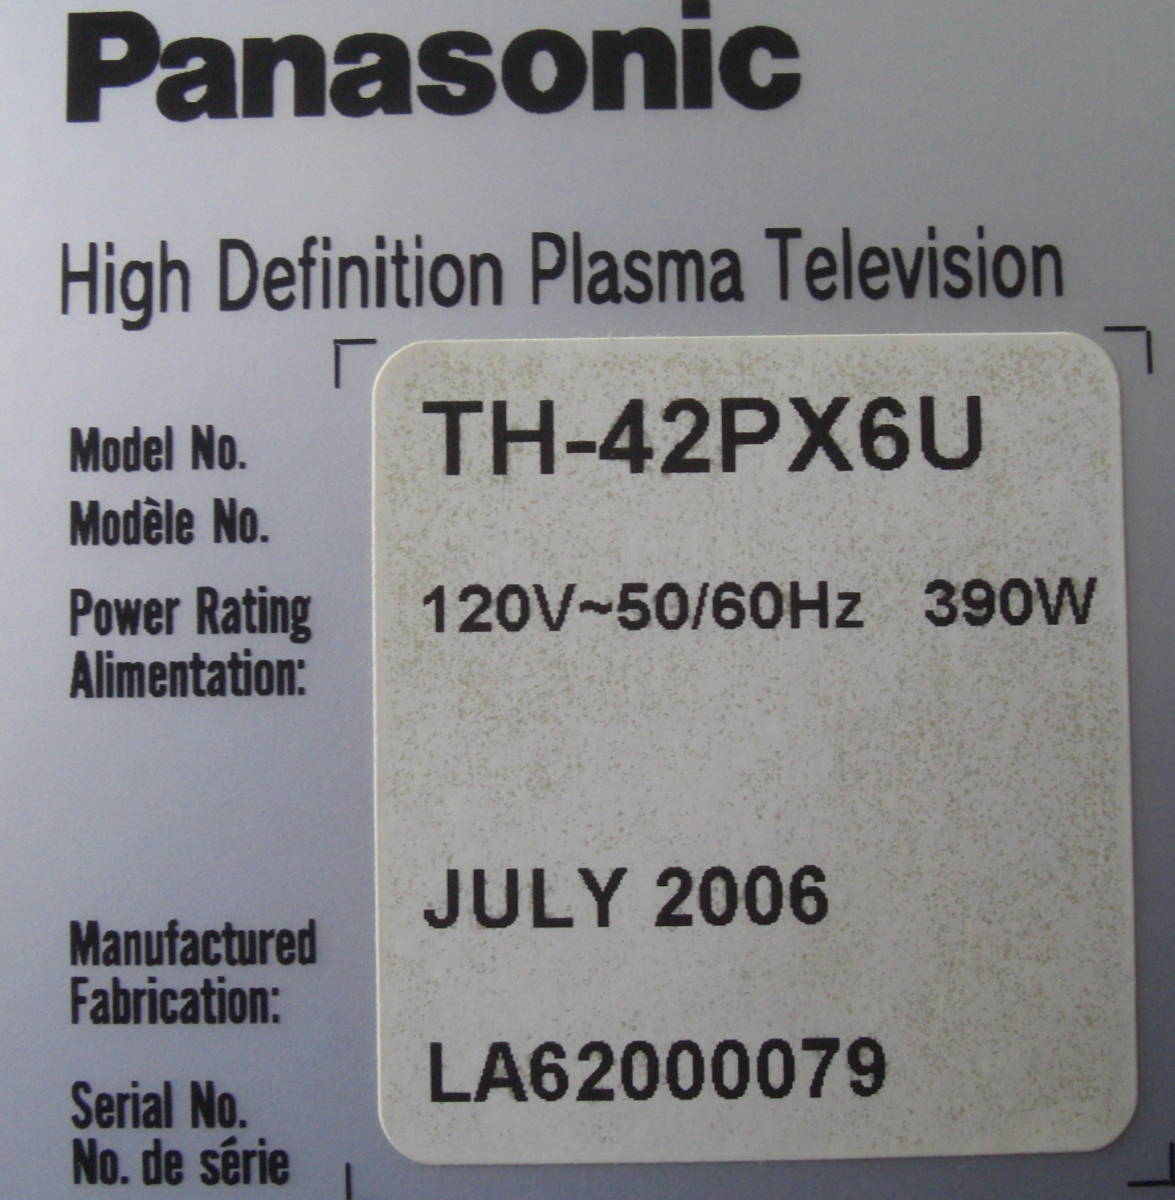 Panasonic
High Definition Plasma Television
Model No. TH-42PX6U
Modèle No.
Power Rating 120V~50/60Hz 390W
Alimentation:
JULY 2006
Manufactured
Fabrication:
LA62000079
Serial No.
No. de série